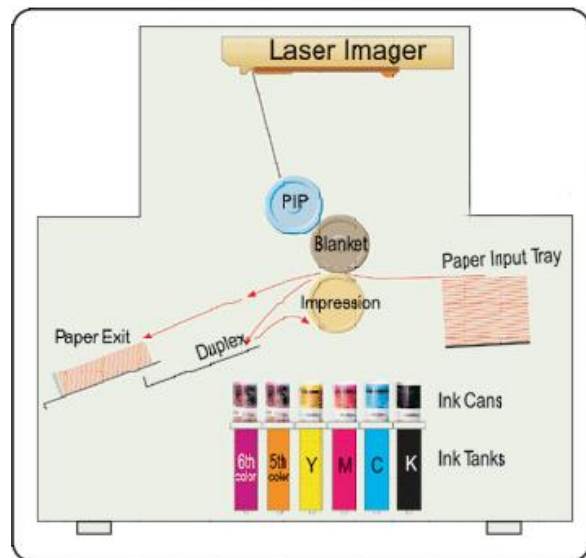 Laser Imager
PIP
Blanket
Paper Input Tray
Impression
Paper Exit
Duplex
Ink Cans
6th
color
5th
color
Y
M
C
K
Ink Tanks